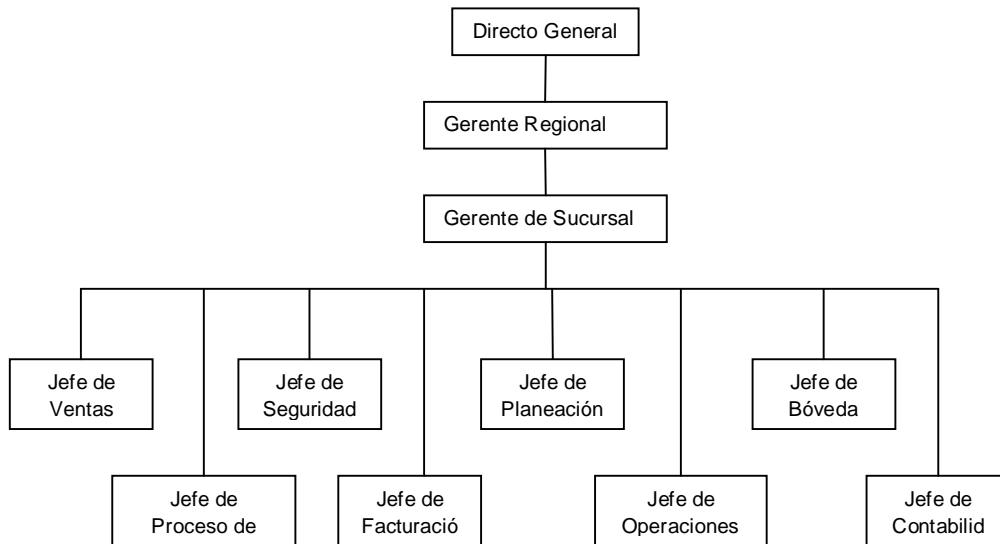 Directo General
Gerente Regional
Gerente de Sucursal
Jefe de
Ventas
Jefe de
Seguridad
Jefe de
Planeación
Jefe de
Bóveda
Jefe de
Proceso de
Jefe de
Facturació
Jefe de
Operaciones
Jefe de
Contabilid